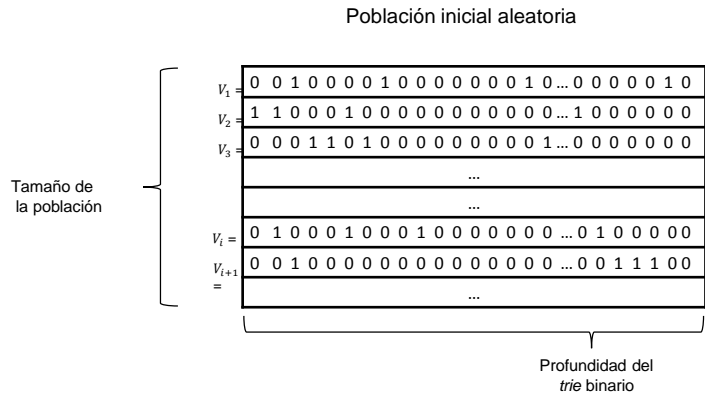 Población inicial aleatoria
V₁ = 0 0 1 0 0 0 0 1 0 0 0 0 0 0 0 1 0 ... 0 0 0 0 0 1 0
V₂ = 1 1 0 0 0 1 0 0 0 0 0 0 0 0 0 0 0 ... 1 0 0 0 0 0 0
V₃ = 0 0 0 1 1 0 1 0 0 0 0 0 0 0 0 0 1 ... 0 0 0 0 0 0 0
...
Tamaño de
la población
...
Vᵢ = 0 1 0 0 0 1 0 0 0 1 0 0 0 0 0 0 0 ... 0 1 0 0 0 0 0
Vᵢ₊₁ = 0 0 1 0 0 0 0 0 0 0 0 0 0 0 0 0 ... 0 0 1 1 1 0 0
...
Profundidad del
trie binario